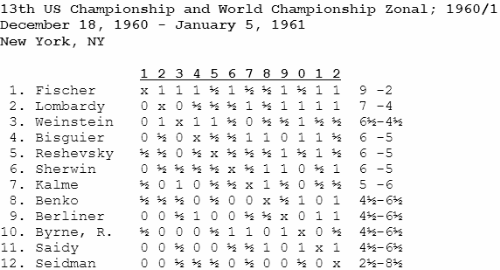 13th US Championship and World Championship Zonal; 1960/1
December 18, 1960 - January 5, 1961
New York, NY
1 2 3 4 5 6 7 8 9 0 1 2
1. Fischer x 1 1 1 ½ 1 ½ ½ 1 ½ 1 1 9 -2
2. Lombardy 0 x 0 ½ ½ ½ 1 ½ 1 1 1 1 7 -4
3. Weinstein 0 1 x 1 1 ½ 0 ½ ½ 1 ½ ½ 6½-4½
4. Bisguier 0 ½ 0 x ½ ½ 1 1 0 1 1 ½ 6 -5
5. Reshevsky ½ ½ 0 ½ x ½ ½ ½ 1 ½ 1 ½ 6 -5
6. Sherwin 0 ½ ½ ½ ½ x ½ 1 1 0 ½ 1 6 -5
7. Kalme ½ 0 1 0 ½ ½ x 1 ½ 0 ½ ½ 5 -6
8. Benko ½ ½ ½ 0 ½ 0 0 x ½ 1 0 1 4½-6½
9. Berliner 0 0 ½ 1 0 0 ½ ½ x 0 1 1 4½-6½
10. Byrne, R. ½ 0 0 0 ½ 1 1 0 1 x 0 ½ 4½-6½
11. Saidy 0 0 ½ 0 0 ½ ½ 1 0 1 x 1 4½-6½
12. Seidman 0 0 ½ ½ ½ 0 ½ 0 0 ½ 0 x 2½-8½